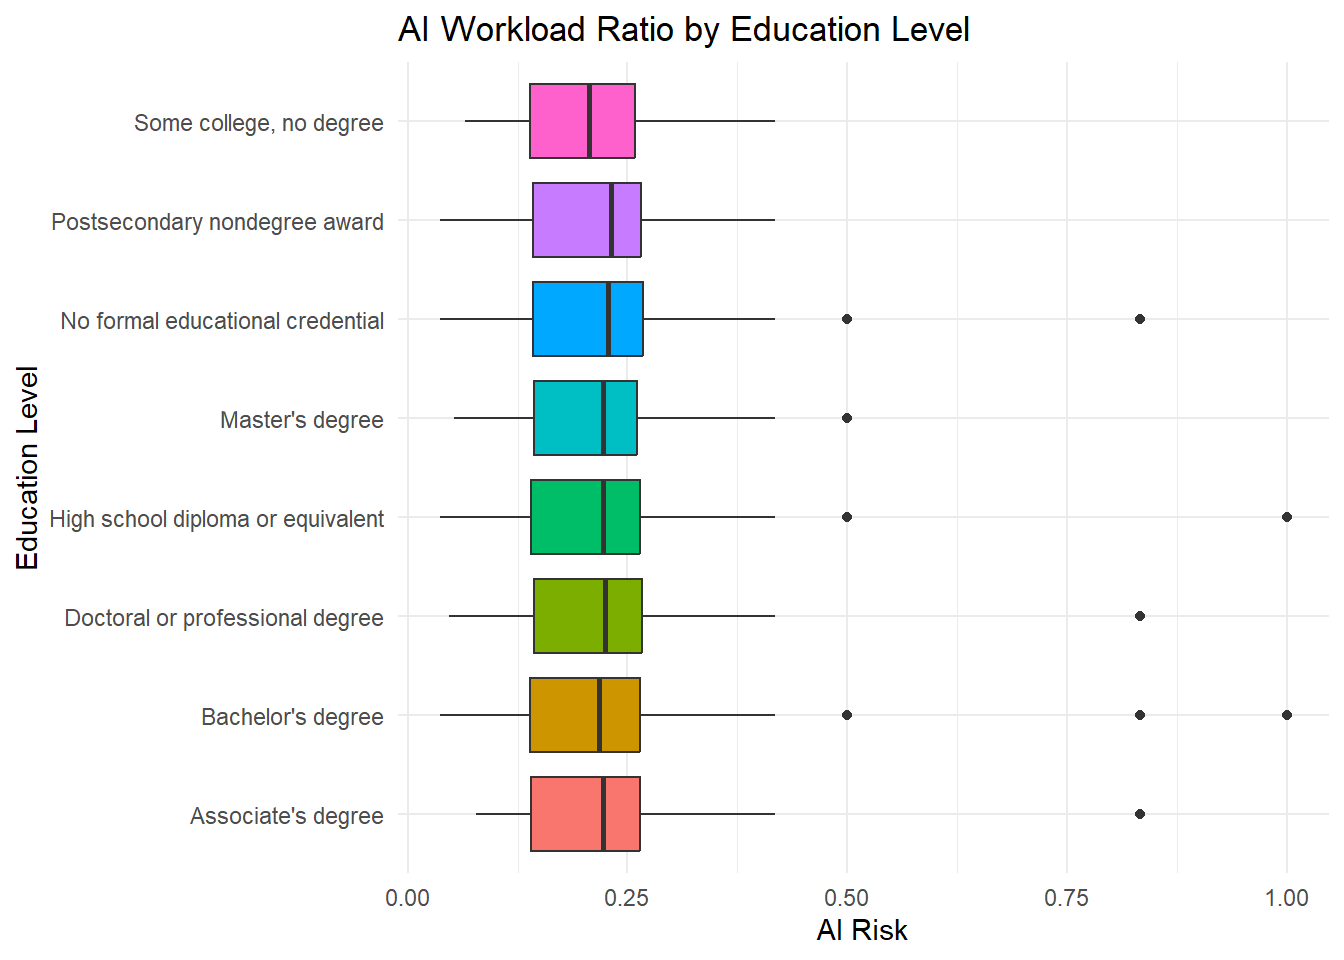 AI Workload Ratio by Education Level
Education Level
Some college, no degree
Postsecondary nondegree award
No formal educational credential
Master's degree
High school diploma or equivalent
Doctoral or professional degree
Bachelor's degree
Associate's degree
0.00 0.25 0.50 0.75 1.00
AI Risk